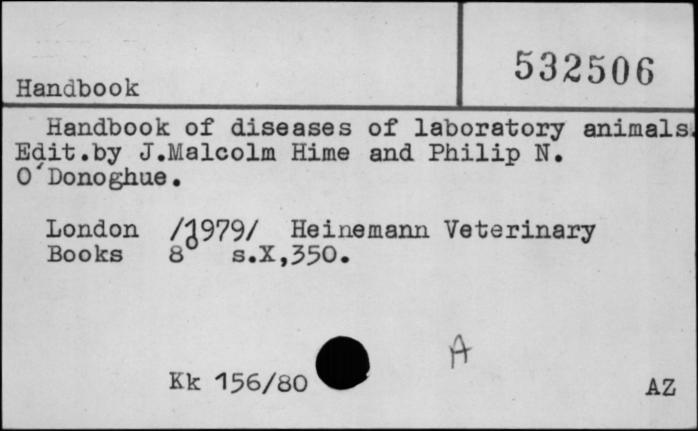 532506
Handbook
Handbook of diseases of laboratory animals.
Edit.by J.Malcolm Hime and Philip N.
O'Donoghue.
London /1979/ Heinemann Veterinary
Books 8° s.X,350.
A
Kk 156/80
AZ